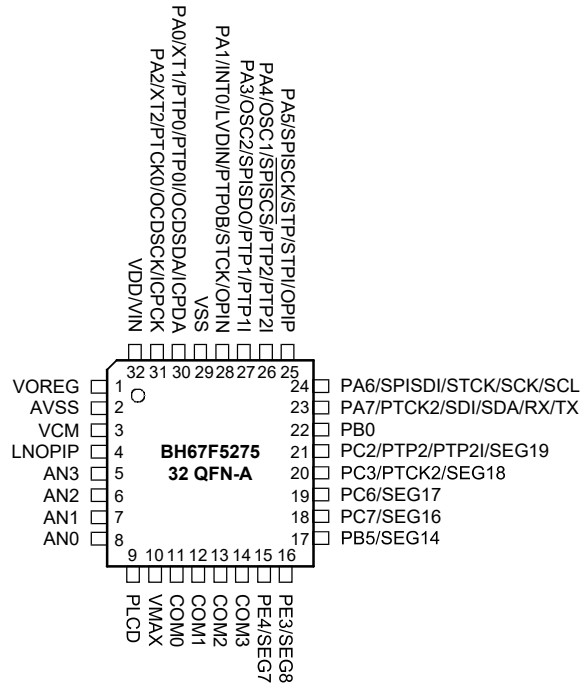 PA5/SPISCK/STP/STPI/OPIP
PA4/OSC1/SPISCS/PTP2/PTP2I
PA3/OSC2/SPISDO/PTP1/PTP1I
PA1/INT0/LVDIN/PTP0B/STCK/OPIN
VSS
PA0/XT1/PTP0/PTP0I/OCDSDA/ICPDA
PA2/XT2/PTCK0/OCDSCK/ICPCK
VDD/VIN
32 31 30 29 28 27 26 25
VOREG 1
AVSS 2
VCM 3
LNOPIP 4
AN3 5
AN2 6
AN1 7
AN0 8
BH67F5275
32 QFN-A
24 PA6/SPISDI/STCK/SCK/SCL
23 PA7/PTCK2/SDI/SDA/RX/TX
22 PB0
21 PC2/PTP2/PTP2I/SEG19
20 PC3/PTCK2/SEG18
19 PC6/SEG17
18 PC7/SEG16
17 PB5/SEG14
9 10 11 12 13 14 15 16
PLCD
VMAX
COM0
COM1
COM2
COM3
PE4/SEG7
PE3/SEG8